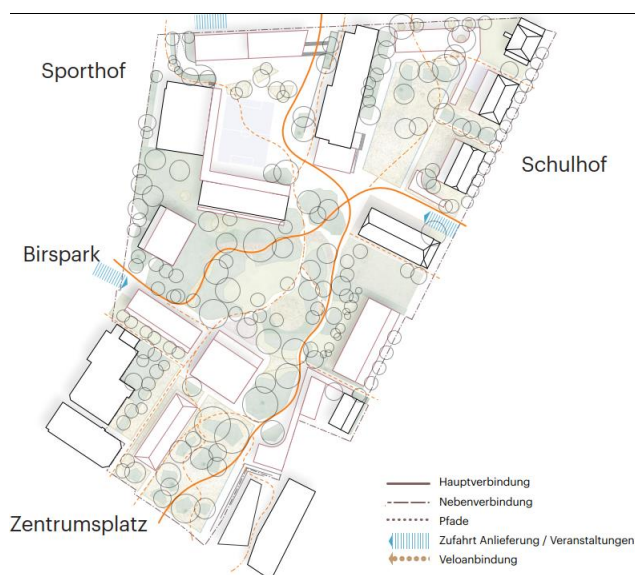 Sporthof
Schulhof
Birspark
Zentrumsplatz
Hauptverbindung
Nebenverbindung
Pfade
Zufahrt Anlieferung / Veranstaltungen
Veloanbindung